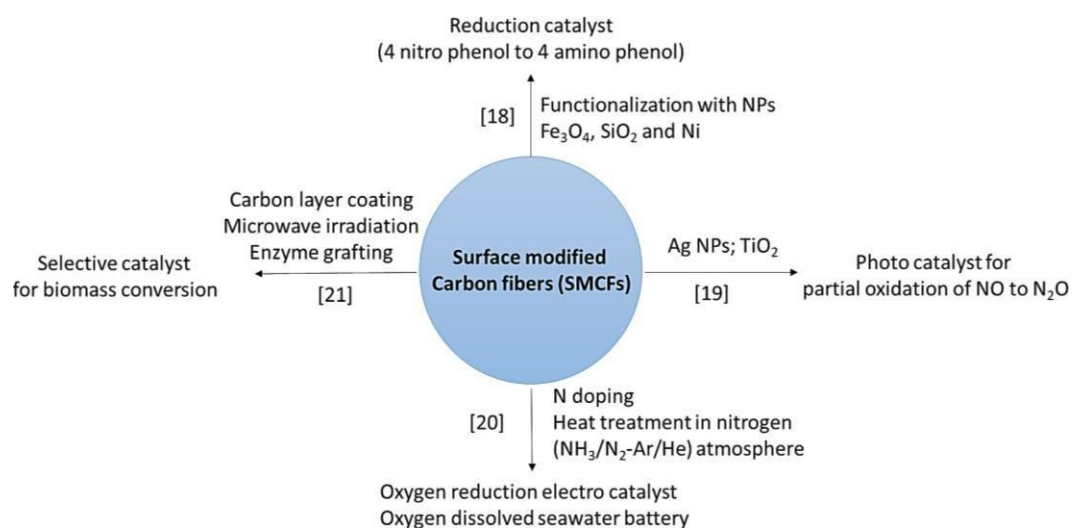 Reduction catalyst
(4 nitro phenol to 4 amino phenol)
[18]
Functionalization with NPs
Fe₃O₄, SiO₂ and Ni
Carbon layer coating
Microwave irradiation
Enzyme grafting
[21]
Selective catalyst
for biomass conversion
Surface modified
Carbon fibers (SMCFs)
Ag NPs; TiO₂
[19]
Photo catalyst for
partial oxidation of NO to N₂O
[20]
N doping
Heat treatment in nitrogen
(NH₃/N₂-Ar/He) atmosphere
Oxygen reduction electro catalyst
Oxygen dissolved seawater battery